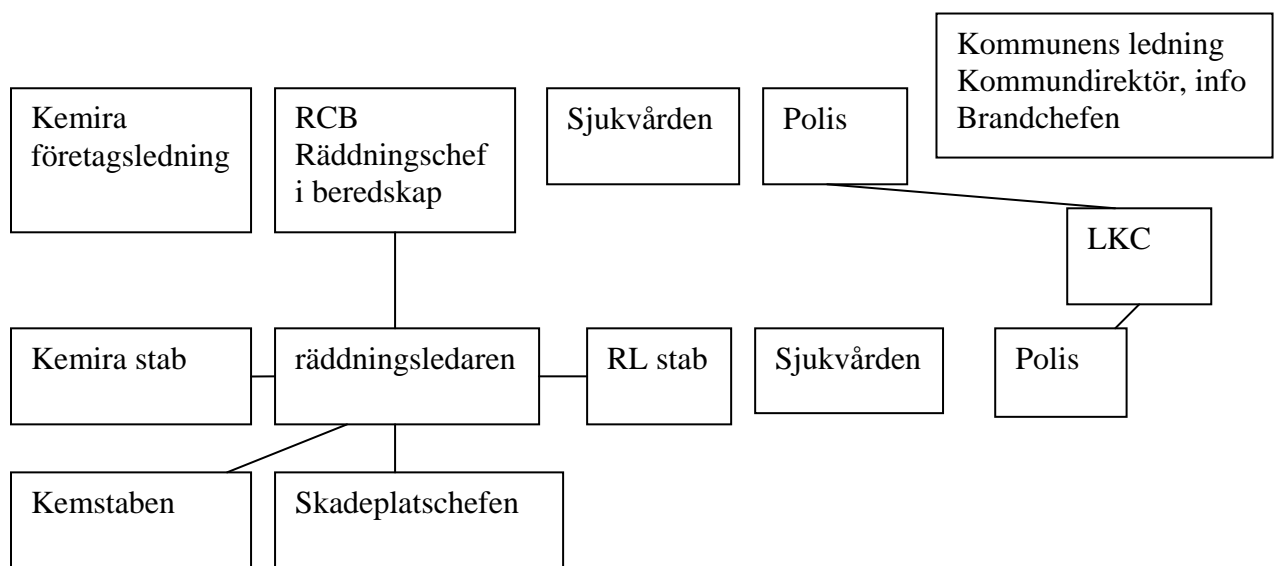 Kommunens ledning
Kommundirektör, info
Brandchefen
Kemira
företagsledning
RCB
Räddningschef
i beredskap
Sjukvården
Polis
LKC
Kemira stab
räddningsledaren
RL stab
Sjukvården
Polis
Kemstaben
Skadeplatschefen